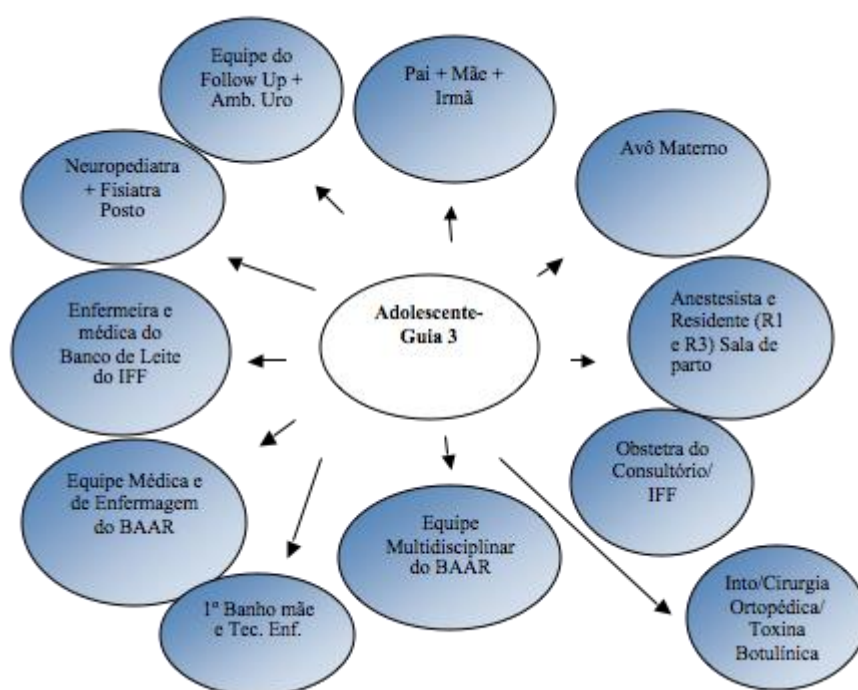 Equipe do
Follow Up +
Amb. Uro
Pai + Mãe +
Irmã
Avô Materno
Neuropediatra
+ Fisiatra
Posto
Adolescente-
Guia 3
Anestesista e
Residente (R1
e R3) Sala de
parto
Enfermeira e
médica do
Banco de Leite
do IFF
Obstetra do
Consultório/
IFF
Equipe Médica e
de Enfermagem
do BAAR
Equipe
Multidisciplinar
do BAAR
1º Banho mãe
e Tec. Enf.
Into/Cirurgia
Ortopédica/
Toxina
Botulínica